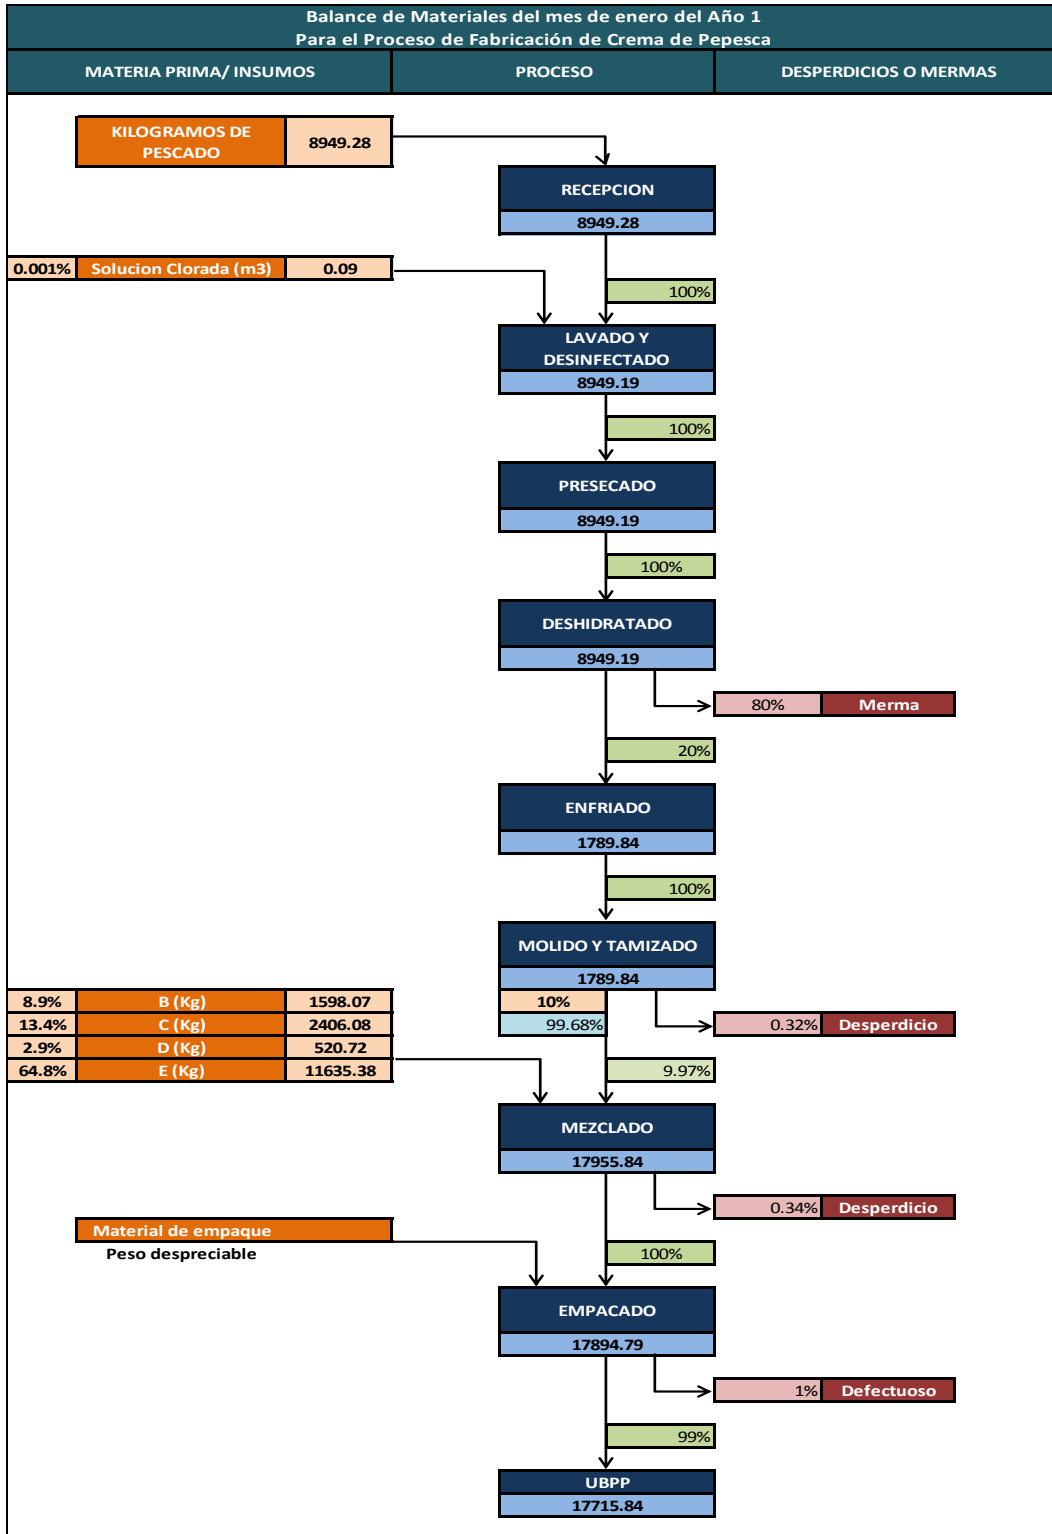 Balance de Materiales del mes de enero del Año 1
Para el Proceso de Fabricación de Crema de Pepesca
MATERIA PRIMA/ INSUMOS PROCESO DESPERDICIOS O MERMAS
KILOGRAMOS DE
PESCADO
8949.28
RECEPCION
8949.28
0.001% Solucion Clorada (m3) 0.09
100%
LAVADO Y
DESINFECTADO
8949.19
100%
PRESECADO
8949.19
100%
DESHIDRATADO
8949.19
80% Merma
20%
ENFRIADO
1789.84
100%
MOLIDO Y TAMIZADO
1789.84
8.9% B (Kg) 1598.07 10%
13.4% C (Kg) 2406.08 99.68% 0.32% Desperdicio
2.9% D (Kg) 520.72
64.8% E (Kg) 11635.38 9.97%
MEZCLADO
17955.84
0.34% Desperdicio
Material de empaque
Peso despreciable 100%
EMPACADO
17894.79
1% Defectuoso
99%
UBPP
17715.84